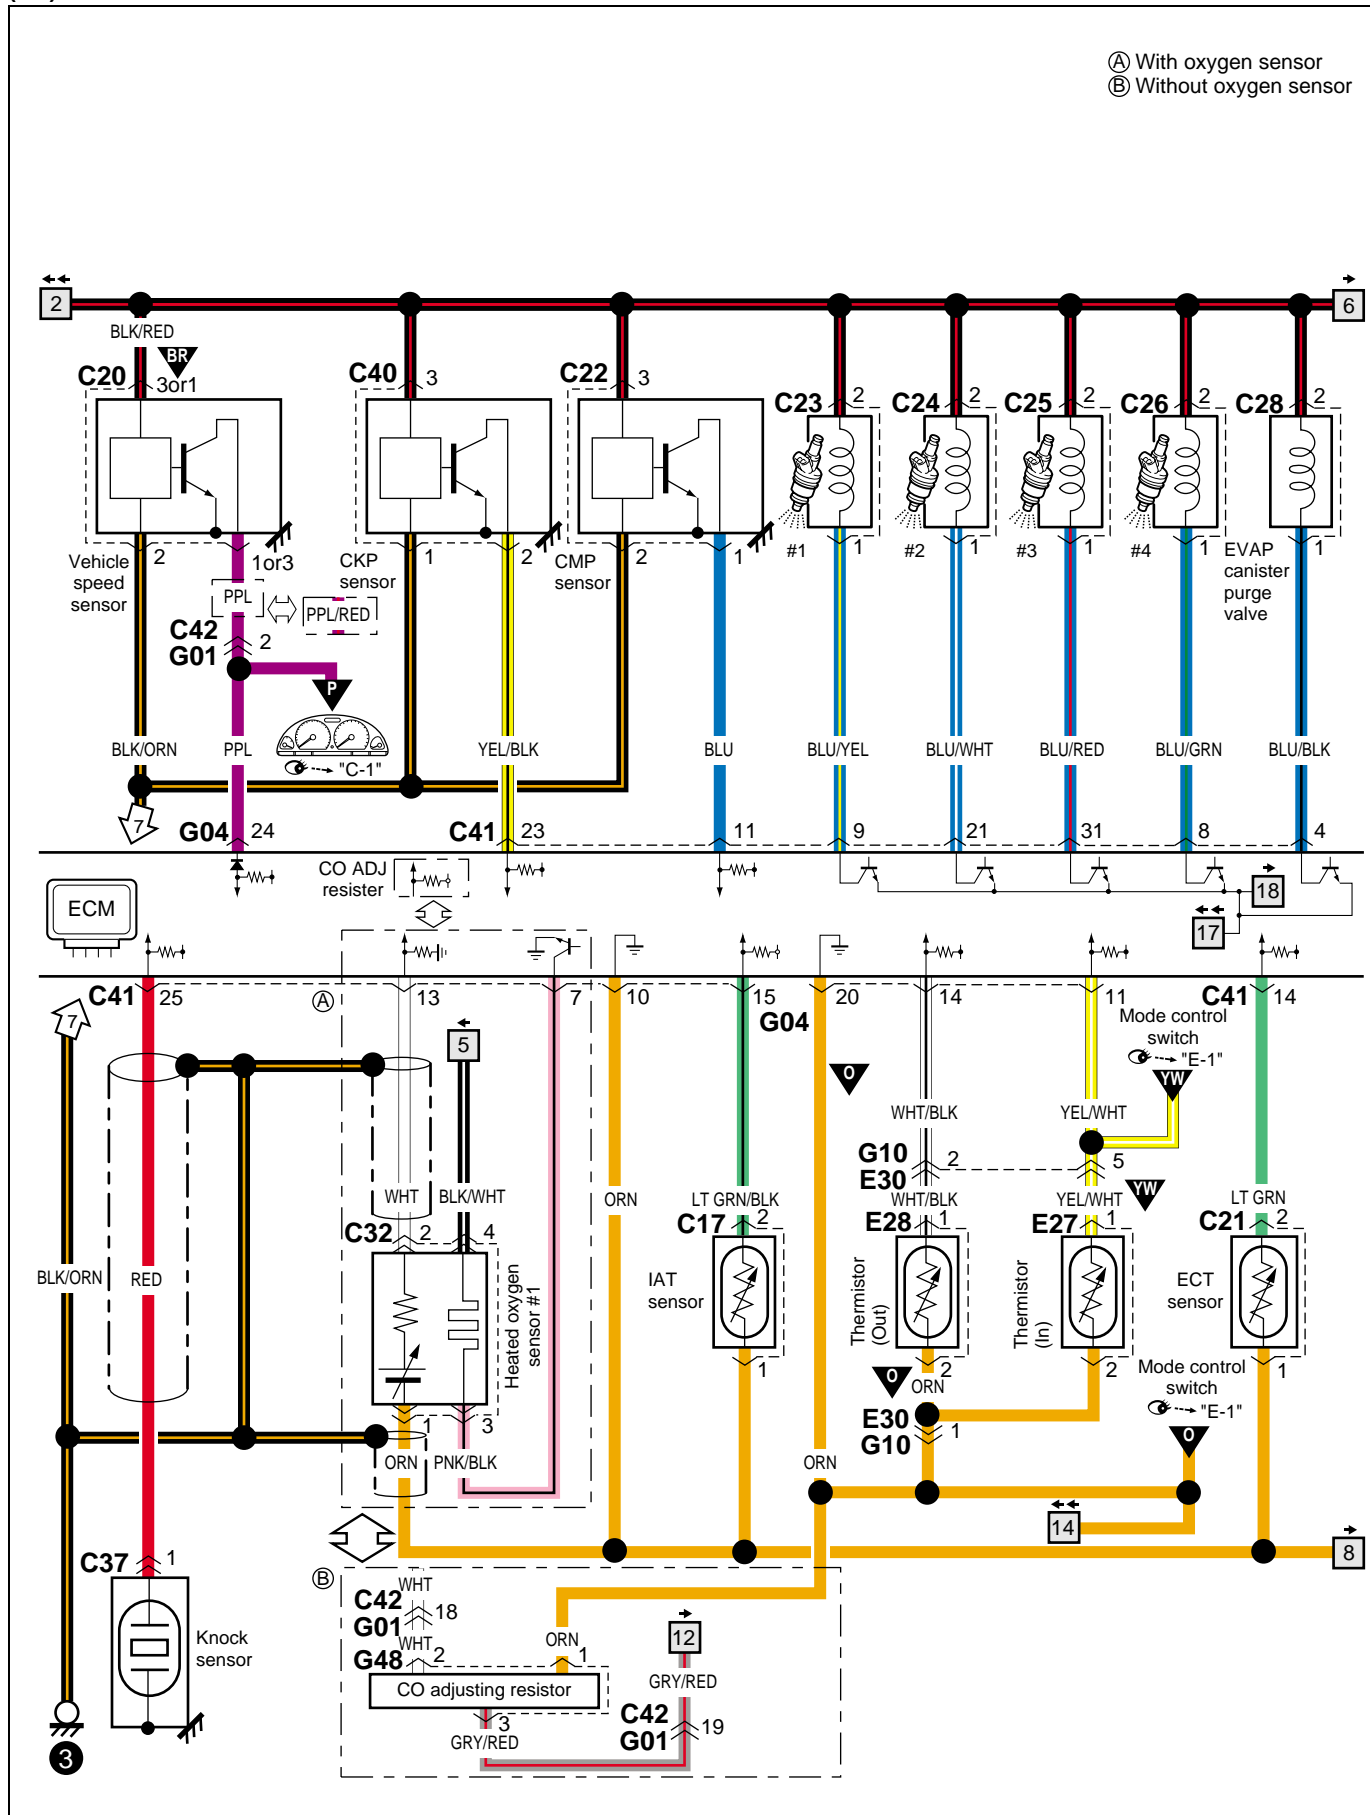 Ⓐ With oxygen sensor
Ⓑ Without oxygen sensor
2
6
BLK/RED
BR
C20
3or1
C40
3
C22
3
C23
2
C24
2
C25
2
C26
2
C28
2
Vehicle
speed
sensor
2
1or3
CKP
sensor
1
2
CMP
sensor
2
1
#1
1
#2
1
#3
1
#4
1
EVAP
canister
purge
valve
1
PPL
PPL/RED
C42
G01
2
P
"C-1"
BLK/ORN
PPL
YEL/BLK
BLU
BLU/YEL
BLU/WHT
BLU/RED
BLU/GRN
BLU/BLK
7
G04
24
C41
23
11
9
21
31
8
4
CO ADJ
resister
ECM
18
17
C41
25
13
7
10
15
G04
20
14
11
C41
14
Ⓐ
7
5
Mode control
switch
"E-1"
YW
O
WHT/BLK
YEL/WHT
G10
E30
2
5
WHT
BLK/WHT
ORN
LT GRN/BLK
WHT/BLK
YEL/WHT
YW
LT GRN
C32
2
4
C17
2
E28
1
E27
1
C21
2
BLK/ORN
RED
Heated oxygen
sensor #1
IAT
sensor
Thermistor
(Out)
Thermistor
(In)
ECT
sensor
1
2
2
1
O
ORN
Mode control
switch
"E-1"
O
1
3
E30
G10
1
ORN
PNK/BLK
ORN
14
8
C37
1
Ⓑ
WHT
C42
G01
18
WHT
G48
2
ORN
1
12
GRY/RED
CO adjusting resistor
3
GRY/RED
C42
G01
19
Knock
sensor
3